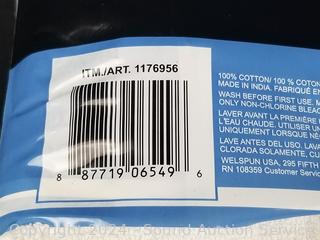 ITM./ART. 1176956
8 87719 06549 6
100% COTTON/ 100 % COTON
MADE IN INDIA. FABRIQUÉ EN
WASH BEFORE FIRST USE. M
ONLY NON-CHLORINE BLEAC
LAVER AVANT LA PREMIÈRE
L'EAU CHAUDE. UTILISER UN
UNIQUEMENT LORSQUE NÉ
LAVE ANTES DEL USO. LAVA
CLORADA SOLAMENTE, CU
WELSPUN USA, 295 FIFTH
RN 108359 Customer Servic
Copyright 2024 - Sound Auction Service